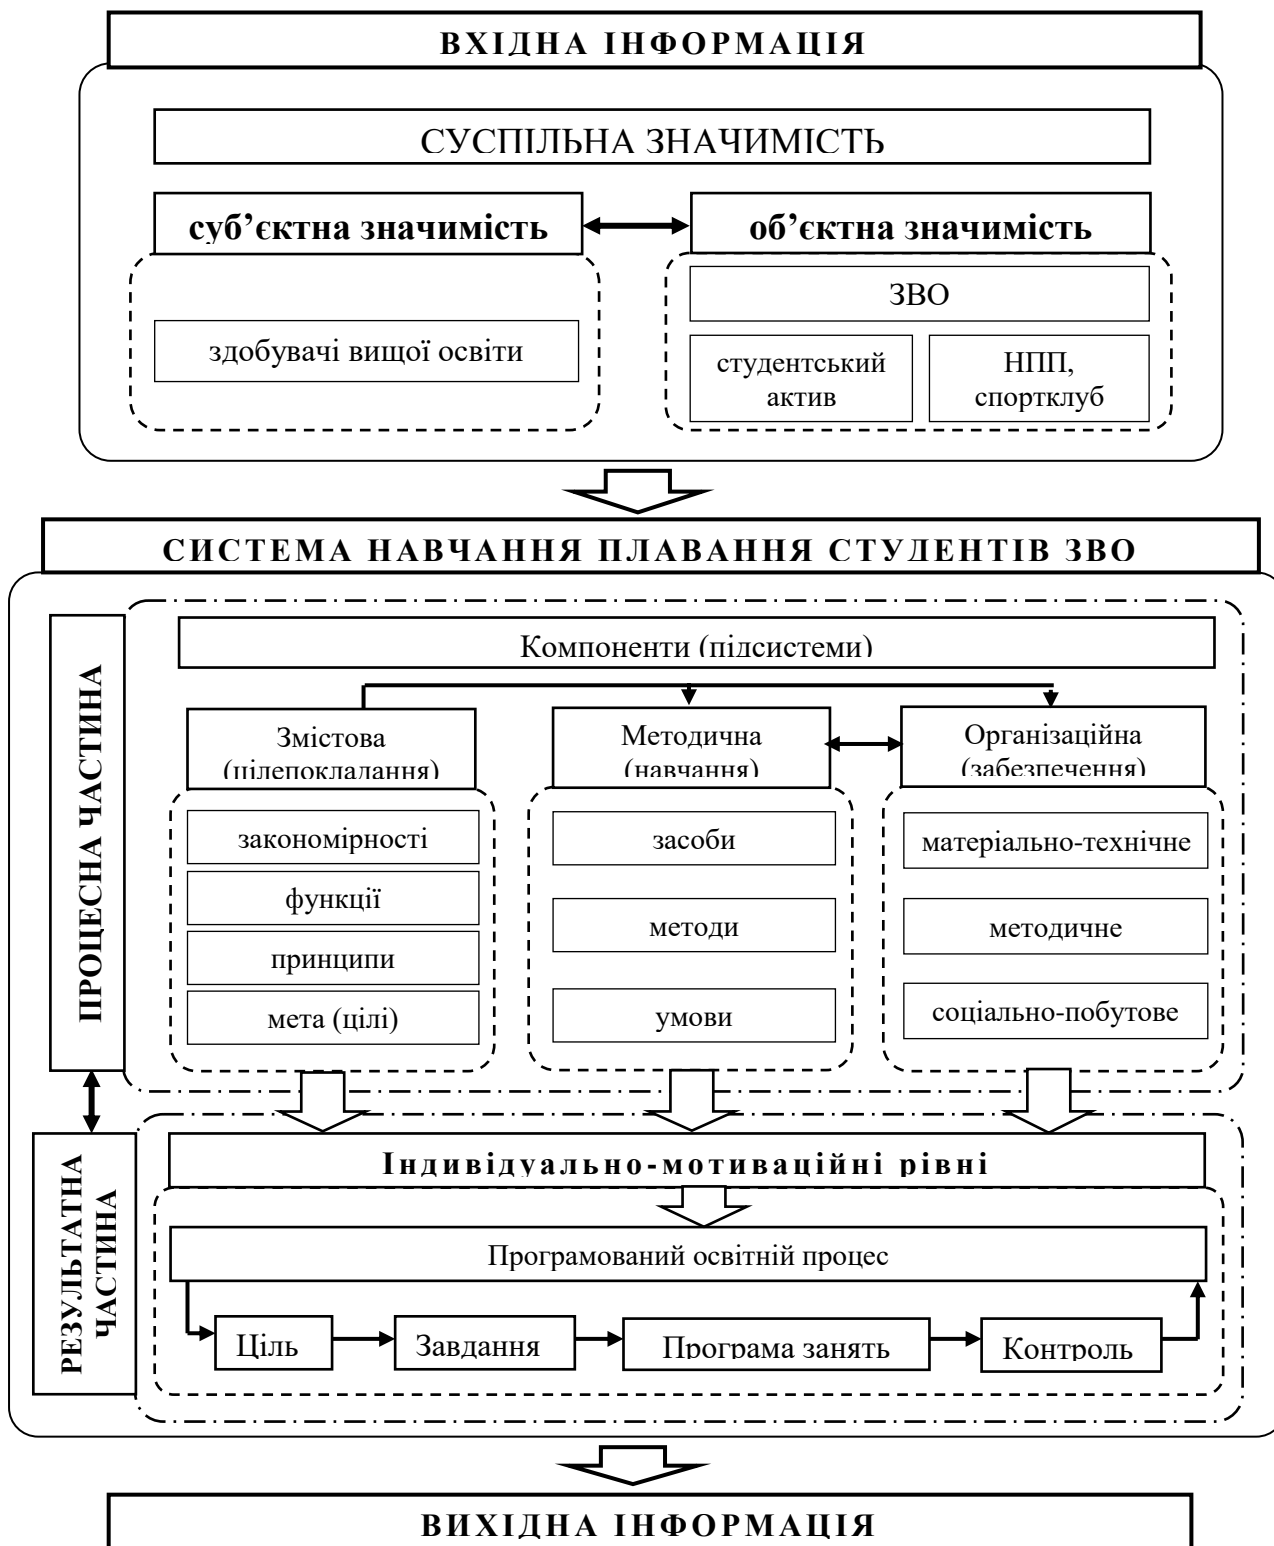 ВХІДНА ІНФОРМАЦІЯ
СУСПІЛЬНА ЗНАЧИМІСТЬ
суб’єктна значимість
об’єктна значимість
здобувачі вищої освіти
ЗВО
студентський
актив
НПП,
спортклуб
СИСТЕМА НАВЧАННЯ ПЛАВАННЯ СТУДЕНТІВ ЗВО
ПРОЦЕСНА ЧАСТИНА
Компоненти (підсистеми)
Змістова
(цілепокладання)
Методична
(навчання)
Організаційна
(забезпечення)
закономірності
функції
принципи
мета (цілі)
засоби
методи
умови
матеріально-технічне
методичне
соціально-побутове
РЕЗУЛЬТАТНА
ЧАСТИНА
Індивідуально-мотиваційні рівні
Програмований освітній процес
Ціль
Завдання
Програма занять
Контроль
ВИХІДНА ІНФОРМАЦІЯ